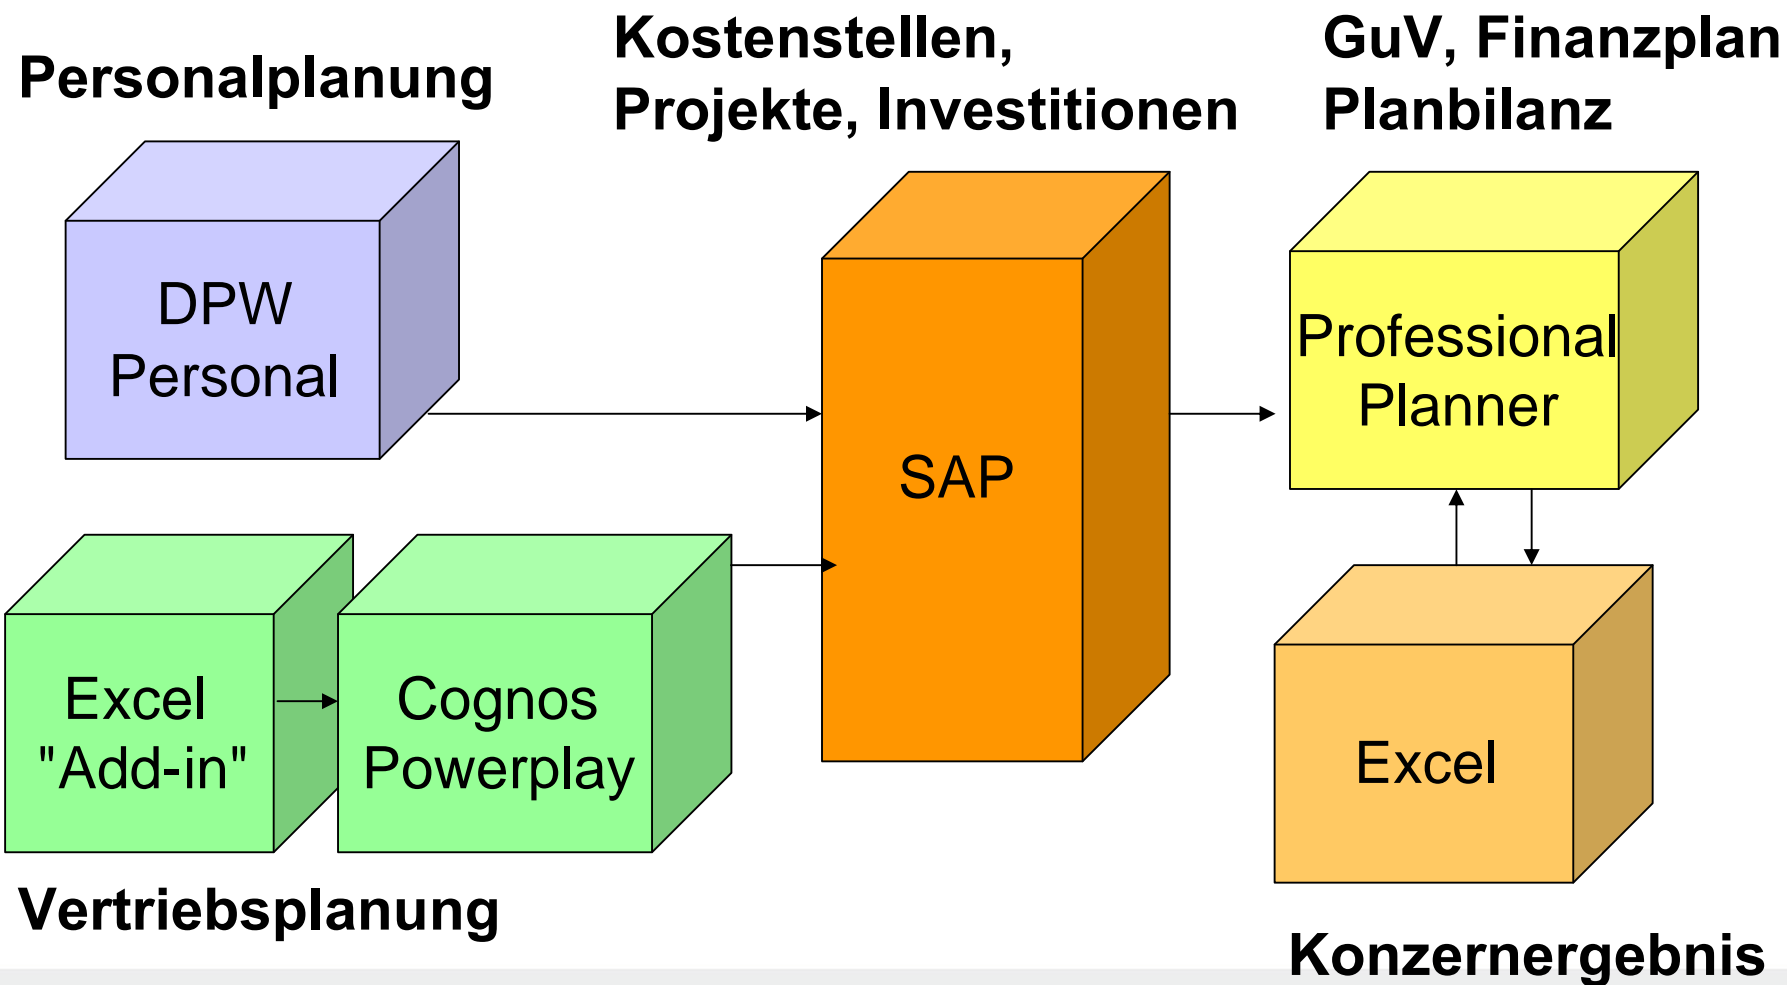 Personalplanung
Kostenstellen,
Projekte, Investitionen
GuV, Finanzplan
Planbilanz
DPW
Personal
SAP
Professional
Planner
Excel
"Add-in"
Cognos
Powerplay
Excel
Vertriebsplanung
Konzernergebnis